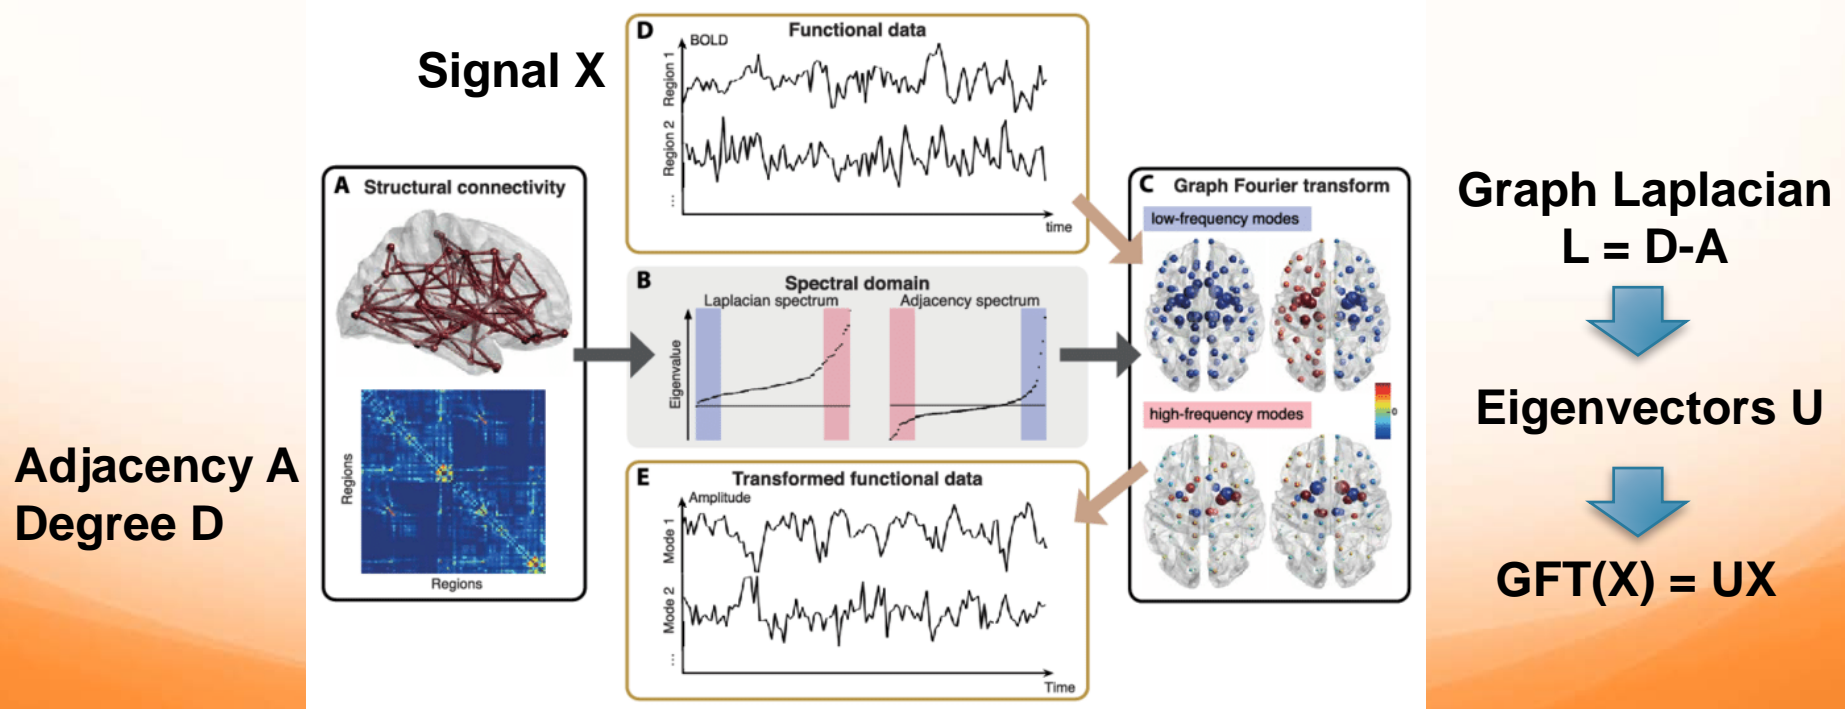 Signal X
D
Functional data
BOLD
Region 1
Region 2
...
time
A Structural connectivity
Regions
Regions
Adjacency A
Degree D
B
Spectral domain
Laplacian spectrum
Adjacency spectrum
Eigenvalue
C Graph Fourier transform
low-frequency modes
0
high-frequency modes
E
Transformed functional data
Amplitude
Mode 1
Mode 2
...
Time
Graph Laplacian
L = D-A
Eigenvectors U
GFT(X) = UX